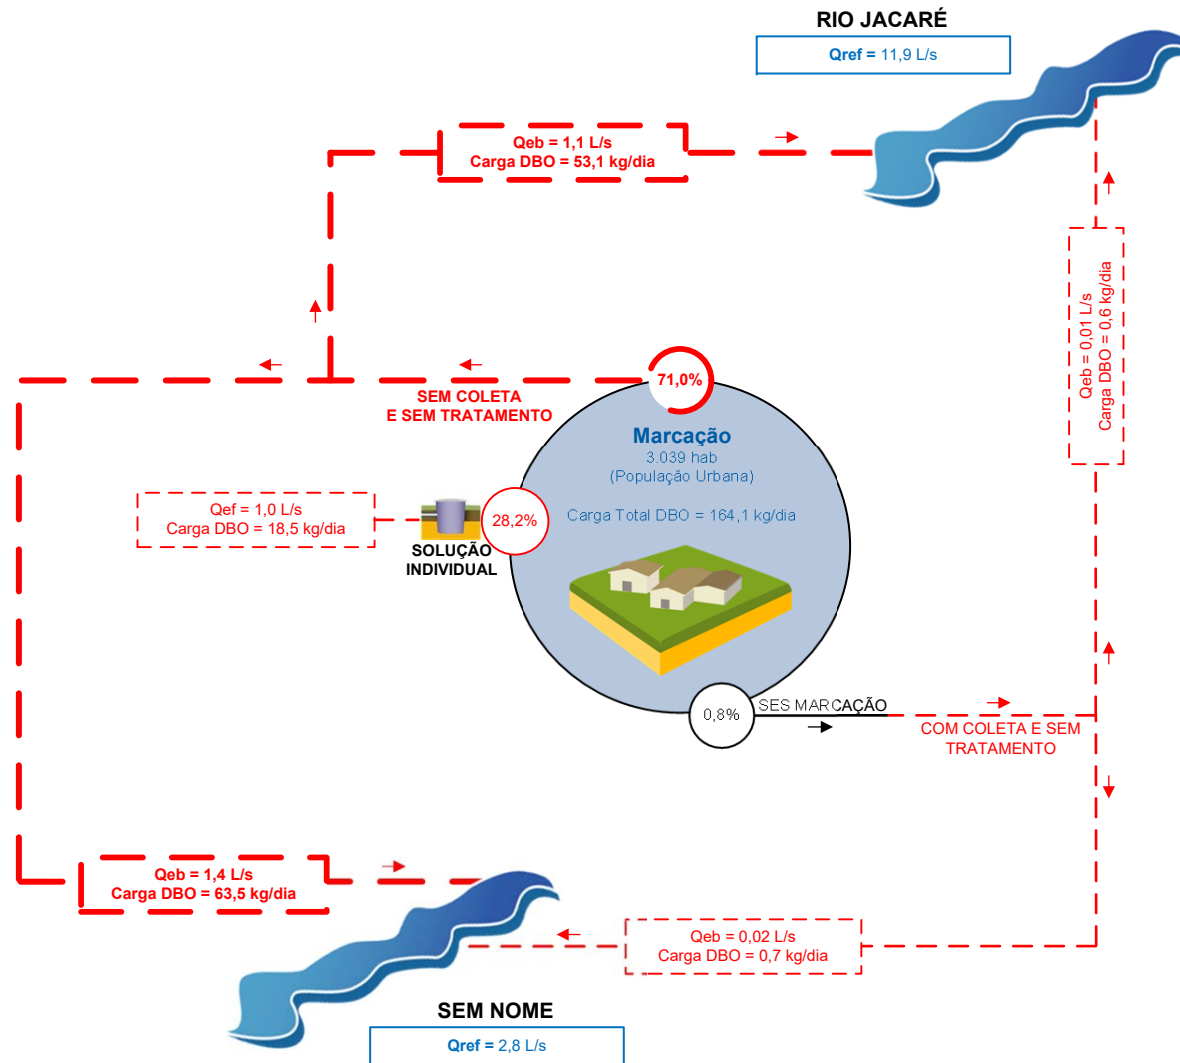 RIO JACARÉ
Qref = 11,9 L/s
Qeb = 1,1 L/s
Carga DBO = 53,1 kg/dia
Qeb = 0,01 L/s
Carga DBO = 0,6 kg/dia
71,0%
SEM COLETA
E SEM TRATAMENTO
Marcação
3.039 hab
(População Urbana)
Carga Total DBO = 164,1 kg/dia
Qef = 1,0 L/s
Carga DBO = 18,5 kg/dia
28,2%
SOLUÇÃO
INDIVIDUAL
0,8%
SES MARCAÇÃO
COM COLETA E SEM
TRATAMENTO
Qeb = 1,4 L/s
Carga DBO = 63,5 kg/dia
Qeb = 0,02 L/s
Carga DBO = 0,7 kg/dia
SEM NOME
Qref = 2,8 L/s